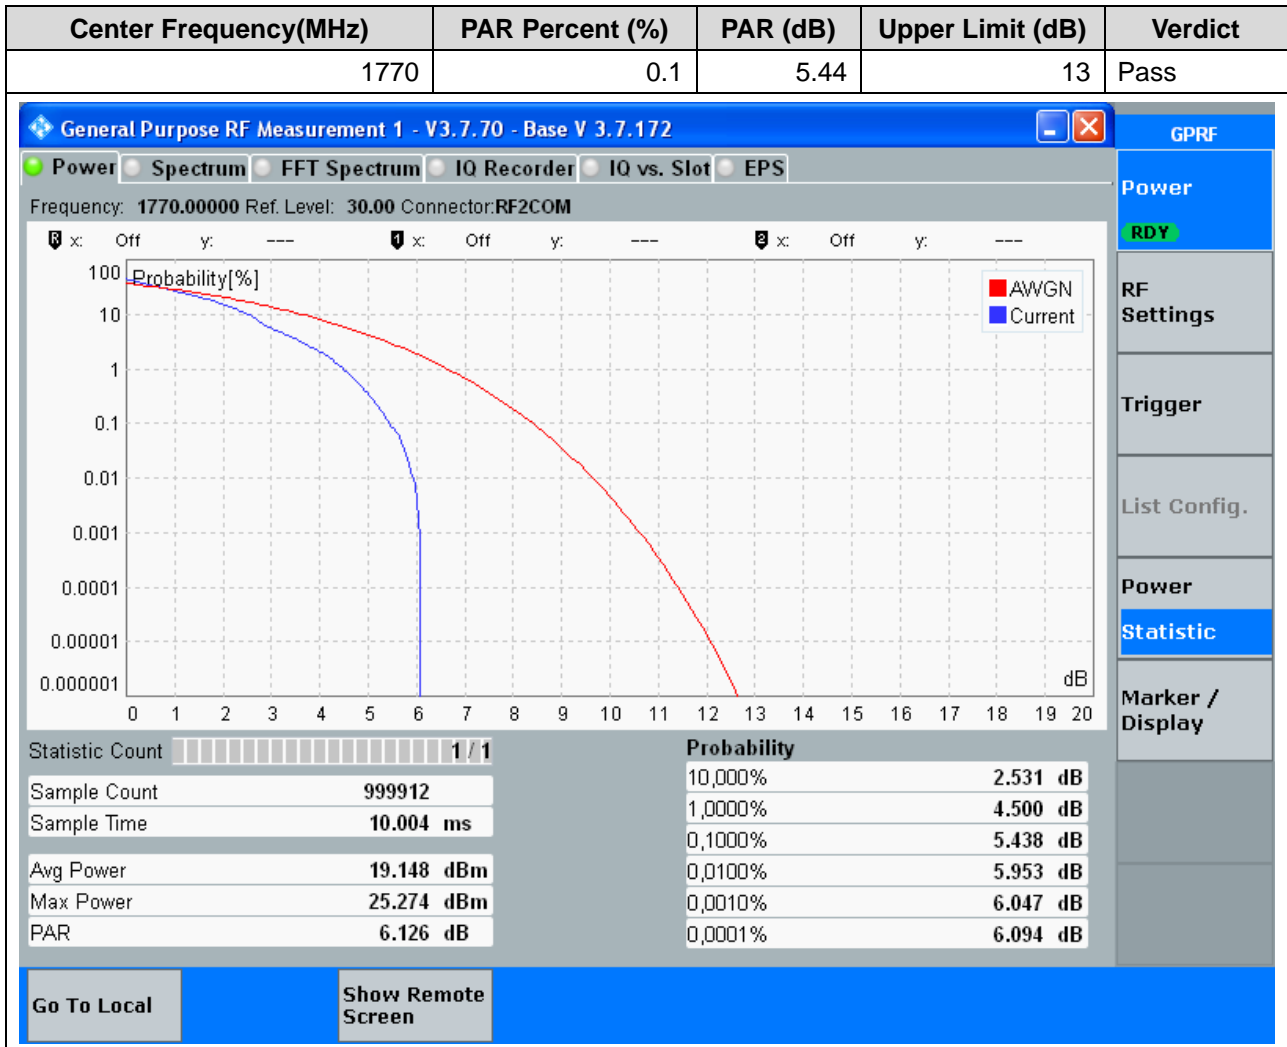 Center Frequency(MHz) PAR Percent (%) PAR (dB) Upper Limit (dB) Verdict
1770 0.1 5.44 13 Pass
General Purpose RF Measurement 1 - V3.7.70 - Base V 3.7.172
GPRF
Power Spectrum FFT Spectrum IQ Recorder IQ vs. Slot EPS
Frequency: 1770.00000 Ref. Level: 30.00 Connector:RF2COM
R x: Off y: --- 1 x: Off y: --- 2 x: Off y: ---
Probability[%]
AWGN
Current
100
10
1
0.1
0.01
0.001
0.0001
0.00001
0.000001
dB
0 1 2 3 4 5 6 7 8 9 10 11 12 13 14 15 16 17 18 19 20
Statistic Count 1 / 1
Sample Count 999912
Sample Time 10.004 ms
Avg Power 19.148 dBm
Max Power 25.274 dBm
PAR 6.126 dB
Probability
10,000% 2.531 dB
1,0000% 4.500 dB
0,1000% 5.438 dB
0,0100% 5.953 dB
0,0010% 6.047 dB
0,0001% 6.094 dB
Power
RDY
RF
Settings
Trigger
List Config.
Power
Statistic
Marker /
Display
Go To Local
Show Remote
Screen